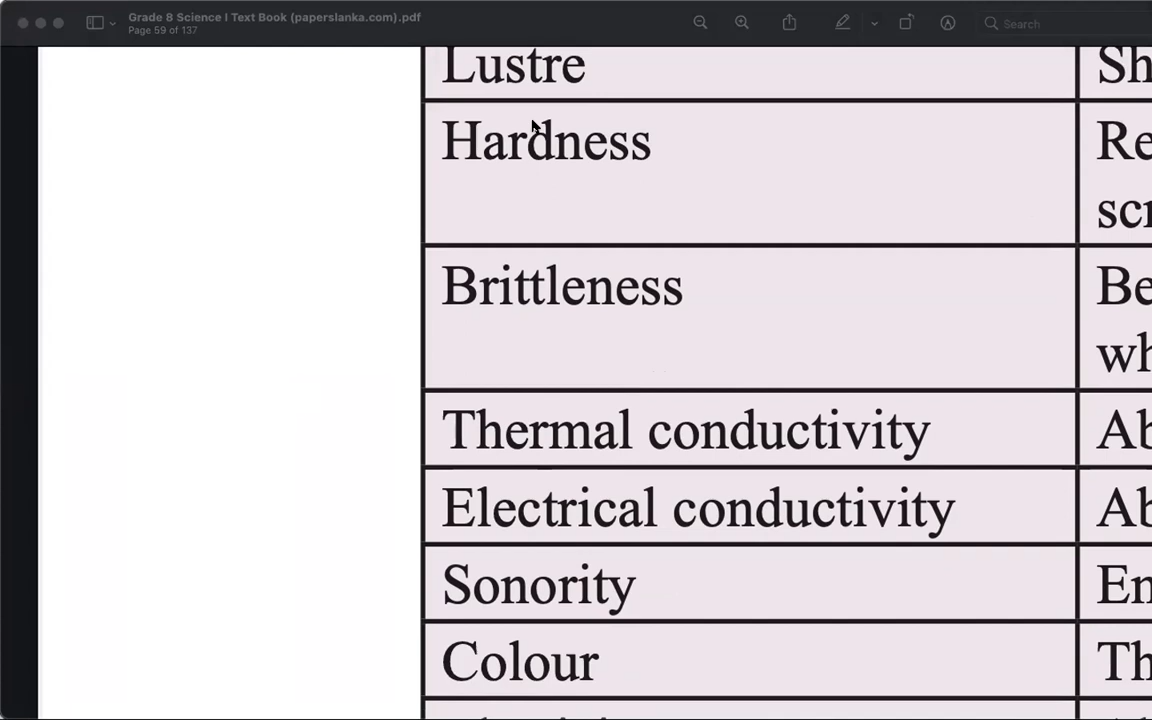 Grade 8 Science I Text Book (paperslanka.com).pdf
Page 59 of 137
Search
Lustre
Hardness
Brittleness
Thermal conductivity
Electrical conductivity
Sonority
Colour